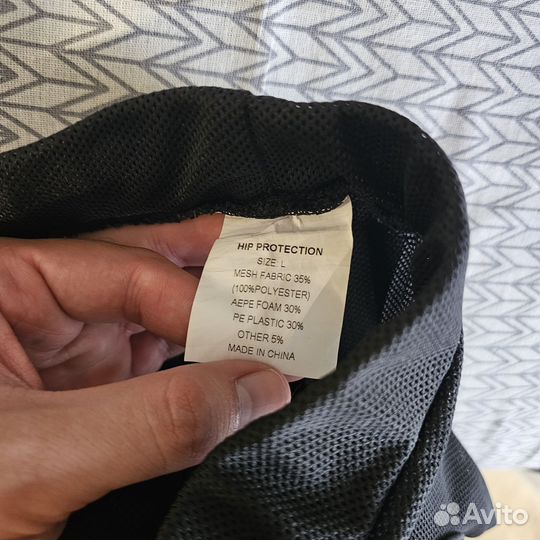 HIP PROTECTION
SIZE: L
MESH FABRIC 35%
(100%POLYESTER)
AEPE FOAM 30%
PE PLASTIC 30%
OTHER 5%
MADE IN CHINA
Avito